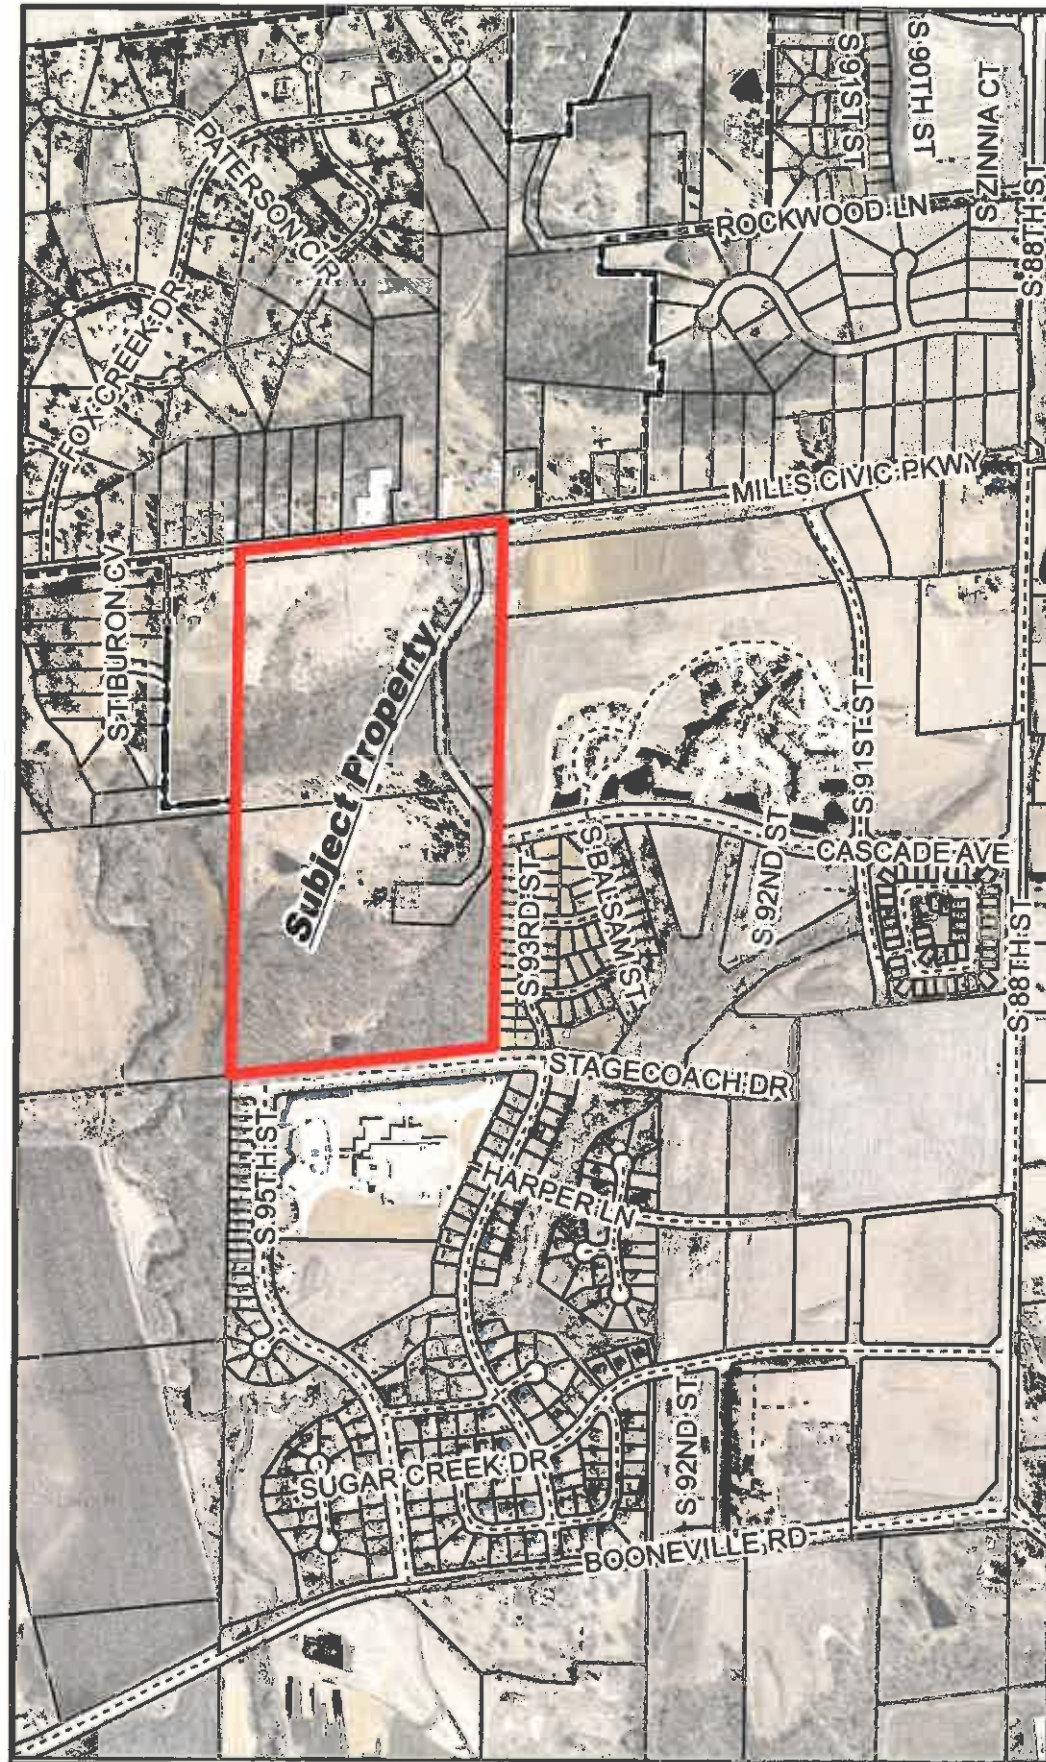 S 91ST ST
S 90TH ST
S ZINNIA CT
PATERSON CIR
ROCKWOOD LN
S 88TH ST
FOX CREEK DR
MILLS CIVIC PKWY
S TIBURON CV
Subject Property
S 91ST ST
S BALSAM ST
S 92ND ST
CASCADE AVE
S 93RD ST
S 88TH ST
STAGECOACH DR
S 95TH ST
HARPER LN
SUGAR CREEK DR
S 92ND ST
BOONEVILLE RD